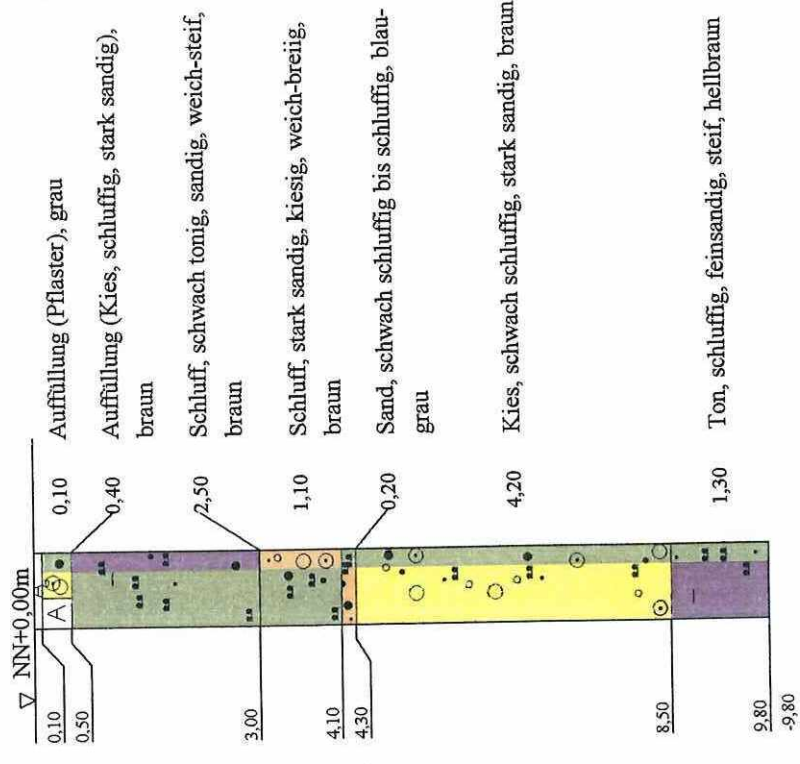 ▽ NN+0,00m
0,10
0,10 Auffüllung (Pflaster), grau
0,50
0,40 Auffüllung (Kies, schluffig, stark sandig),
braun
A
3,00
2,50 Schluff, schwach tonig, sandig, weich-steif,
braun
4,10
1,10 Schluff, stark sandig, kiesig, weich-breiig,
braun
4,30
0,20 Sand, schwach schluffig bis schluffig, blau-
grau
8,50
4,20 Kies, schwach schluffig, stark sandig, braun
9,80
-9,80
1,30 Ton, schluffig, feinsandig, steif, hellbraun